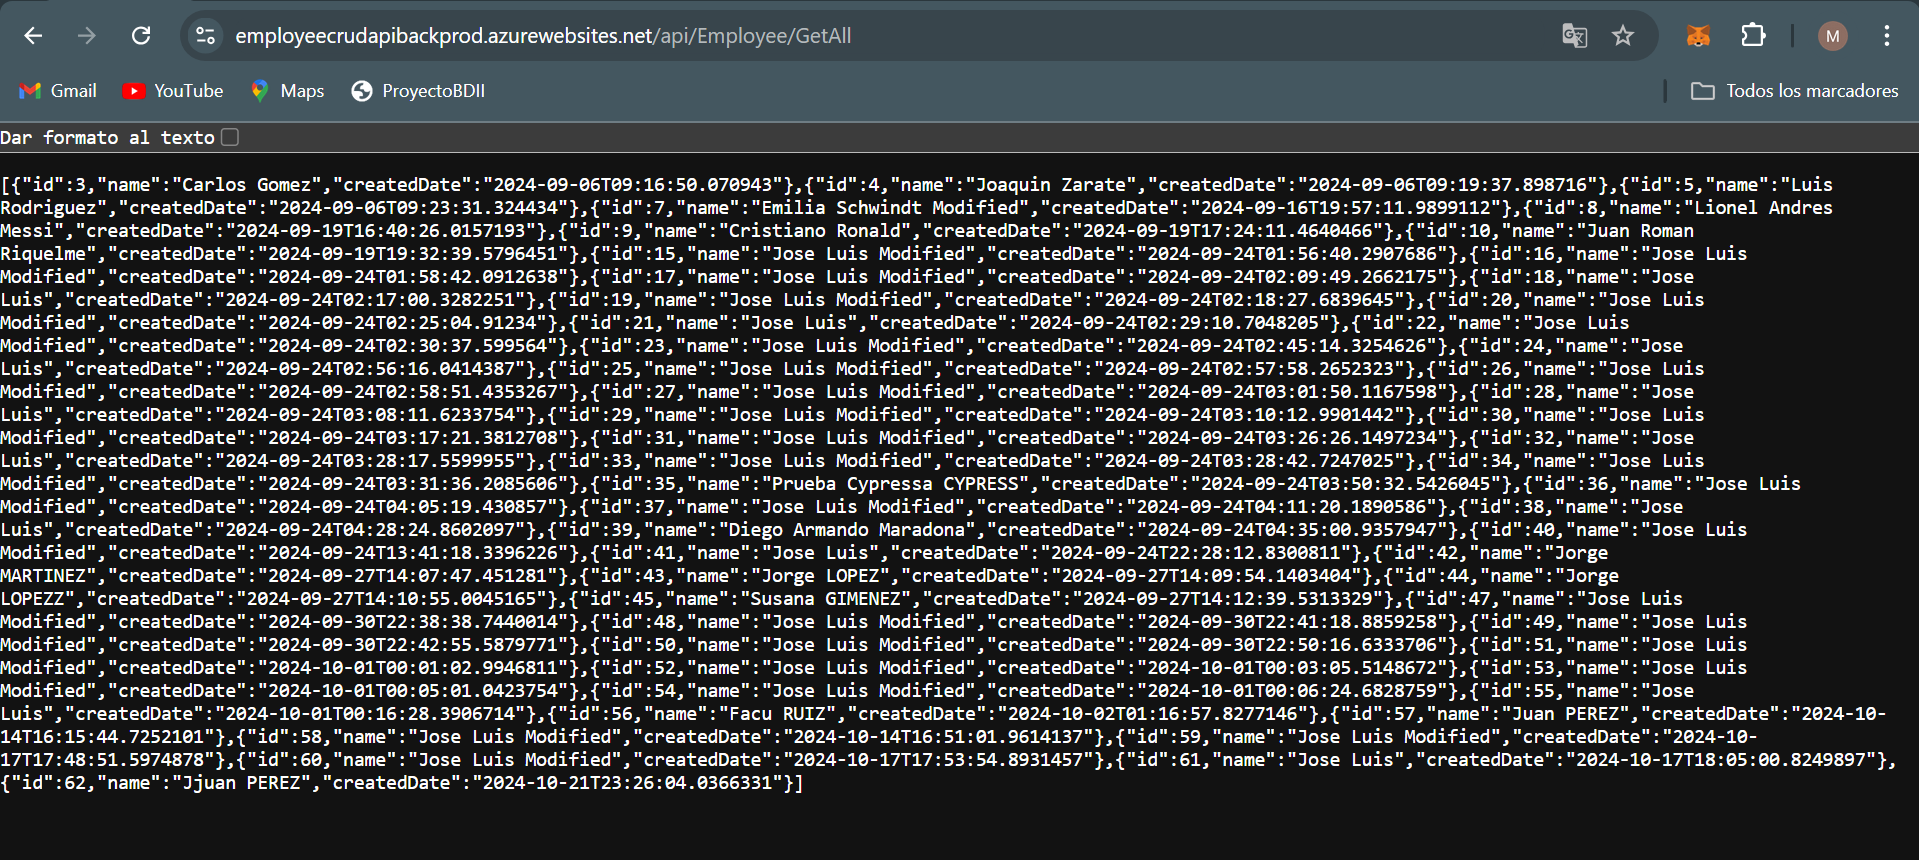 employeecrudapibackprod.azurewebsites.net/api/Employee/GetAll
M
Gmail
YouTube
Maps
ProyectoBDII
Todos los marcadores
Dar formato al texto
[{"id":3,"name":"Carlos Gomez","createdDate":"2024-09-06T09:16:50.070943"},{"id":4,"name":"Joaquin Zarate","createdDate":"2024-09-06T09:19:37.898716"},{"id":5,"name":"Luis
Rodriguez","createdDate":"2024-09-06T09:23:31.324434"},{"id":7,"name":"Emilia Schwindt Modified","createdDate":"2024-09-16T19:57:11.9899112"},{"id":8,"name":"Lionel Andres
Messi","createdDate":"2024-09-19T16:40:26.0157193"},{"id":9,"name":"Cristiano Ronald","createdDate":"2024-09-19T17:24:11.4640466"},{"id":10,"name":"Juan Roman
Riquelme","createdDate":"2024-09-19T19:32:39.5796451"},{"id":15,"name":"Jose Luis Modified","createdDate":"2024-09-24T01:56:40.2907686"},{"id":16,"name":"Jose Luis
Modified","createdDate":"2024-09-24T01:58:42.0912638"},{"id":17,"name":"Jose Luis Modified","createdDate":"2024-09-24T02:09:49.2662175"},{"id":18,"name":"Jose
Luis","createdDate":"2024-09-24T02:17:00.3282251"},{"id":19,"name":"Jose Luis Modified","createdDate":"2024-09-24T02:18:27.6839645"},{"id":20,"name":"Jose Luis
Modified","createdDate":"2024-09-24T02:25:04.91234"},{"id":21,"name":"Jose Luis","createdDate":"2024-09-24T02:29:10.7048205"},{"id":22,"name":"Jose Luis
Modified","createdDate":"2024-09-24T02:30:37.599564"},{"id":23,"name":"Jose Luis Modified","createdDate":"2024-09-24T02:45:14.3254626"},{"id":24,"name":"Jose
Luis","createdDate":"2024-09-24T02:56:16.0414387"},{"id":25,"name":"Jose Luis Modified","createdDate":"2024-09-24T02:57:58.2652323"},{"id":26,"name":"Jose Luis
Modified","createdDate":"2024-09-24T02:58:51.4353267"},{"id":27,"name":"Jose Luis Modified","createdDate":"2024-09-24T03:01:50.1167598"},{"id":28,"name":"Jose
Luis","createdDate":"2024-09-24T03:08:11.6233754"},{"id":29,"name":"Jose Luis Modified","createdDate":"2024-09-24T03:10:12.9901442"},{"id":30,"name":"Jose Luis
Modified","createdDate":"2024-09-24T03:17:21.3812708"},{"id":31,"name":"Jose Luis Modified","createdDate":"2024-09-24T03:26:26.1497234"},{"id":32,"name":"Jose
Luis","createdDate":"2024-09-24T03:28:17.5599955"},{"id":33,"name":"Jose Luis Modified","createdDate":"2024-09-24T03:28:42.7247025"},{"id":34,"name":"Jose Luis
Modified","createdDate":"2024-09-24T03:31:36.2085606"},{"id":35,"name":"Prueba Cypressa CYPRESS","createdDate":"2024-09-24T03:50:32.5426045"},{"id":36,"name":"Jose Luis
Modified","createdDate":"2024-09-24T04:05:19.430857"},{"id":37,"name":"Jose Luis Modified","createdDate":"2024-09-24T04:11:20.1890586"},{"id":38,"name":"Jose
Luis","createdDate":"2024-09-24T04:28:24.8602097"},{"id":39,"name":"Diego Armando Maradona","createdDate":"2024-09-24T04:35:00.9357947"},{"id":40,"name":"Jose Luis
Modified","createdDate":"2024-09-24T13:41:18.3396226"},{"id":41,"name":"Jose Luis","createdDate":"2024-09-24T22:28:12.8300811"},{"id":42,"name":"Jorge
MARTINEZ","createdDate":"2024-09-27T14:07:47.451281"},{"id":43,"name":"Jorge LOPEZ","createdDate":"2024-09-27T14:09:54.1403404"},{"id":44,"name":"Jorge
LOPEZZ","createdDate":"2024-09-27T14:10:55.0045165"},{"id":45,"name":"Susana GIMENEZ","createdDate":"2024-09-27T14:12:39.5313329"},{"id":47,"name":"Jose Luis
Modified","createdDate":"2024-09-30T22:38:38.7440014"},{"id":48,"name":"Jose Luis Modified","createdDate":"2024-09-30T22:41:18.8859258"},{"id":49,"name":"Jose Luis
Modified","createdDate":"2024-09-30T22:42:55.5879771"},{"id":50,"name":"Jose Luis Modified","createdDate":"2024-09-30T22:50:16.6333706"},{"id":51,"name":"Jose Luis
Modified","createdDate":"2024-10-01T00:01:02.9946811"},{"id":52,"name":"Jose Luis Modified","createdDate":"2024-10-01T00:03:05.5148672"},{"id":53,"name":"Jose Luis
Modified","createdDate":"2024-10-01T00:05:01.0423754"},{"id":54,"name":"Jose Luis Modified","createdDate":"2024-10-01T00:06:24.6828759"},{"id":55,"name":"Jose
Luis","createdDate":"2024-10-01T00:16:28.3906714"},{"id":56,"name":"Facu RUIZ","createdDate":"2024-10-02T01:16:57.8277146"},{"id":57,"name":"Juan PEREZ","createdDate":"2024-10-
14T16:15:44.7252101"},{"id":58,"name":"Jose Luis Modified","createdDate":"2024-10-14T16:51:01.9614137"},{"id":59,"name":"Jose Luis Modified","createdDate":"2024-10-
17T17:48:51.5974878"},{"id":60,"name":"Jose Luis Modified","createdDate":"2024-10-17T17:53:54.8931457"},{"id":61,"name":"Jose Luis","createdDate":"2024-10-17T18:05:00.8249897"},
{"id":62,"name":"Jjuan PEREZ","createdDate":"2024-10-21T23:26:04.0366331"}]